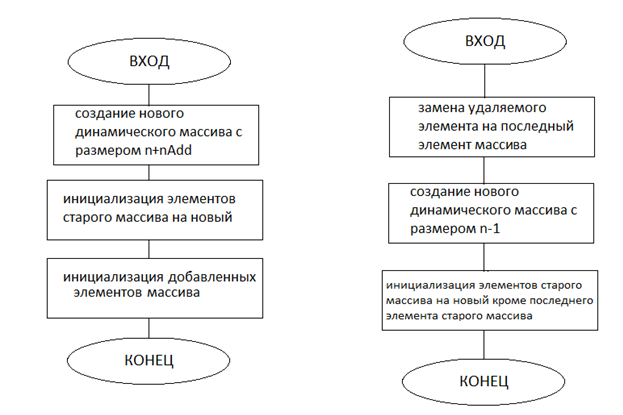 ВХОД
создание нового
динамического массива с
размером n+nAdd
инициализация элементов
старого массива на новый
инициализация добавленных
элементов массива
КОНЕЦ
ВХОД
замена удаляемого
элемента на последный
элемент массива
создание нового
динамического массива с
размером n-1
инициализация элементов старого
массива на новый кроме последнего
элемента старого массива
КОНЕЦ